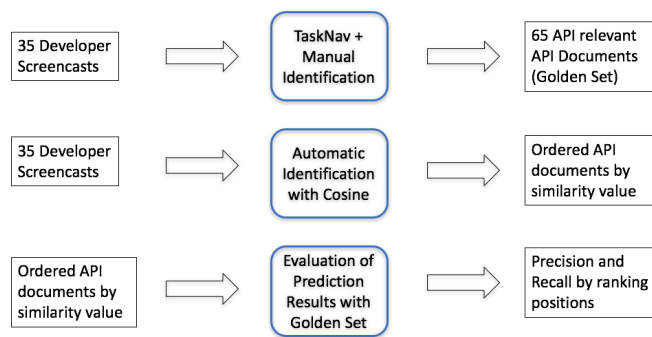 35 Developer
Screencasts
TaskNav +
Manual
Identification
65 API relevant
API Documents
(Golden Set)
35 Developer
Screencasts
Automatic
Identification
with Cosine
Ordered API
documents by
similarity value
Ordered API
documents by
similarity value
Evaluation of
Prediction
Results with
Golden Set
Precision and
Recall by ranking
positions